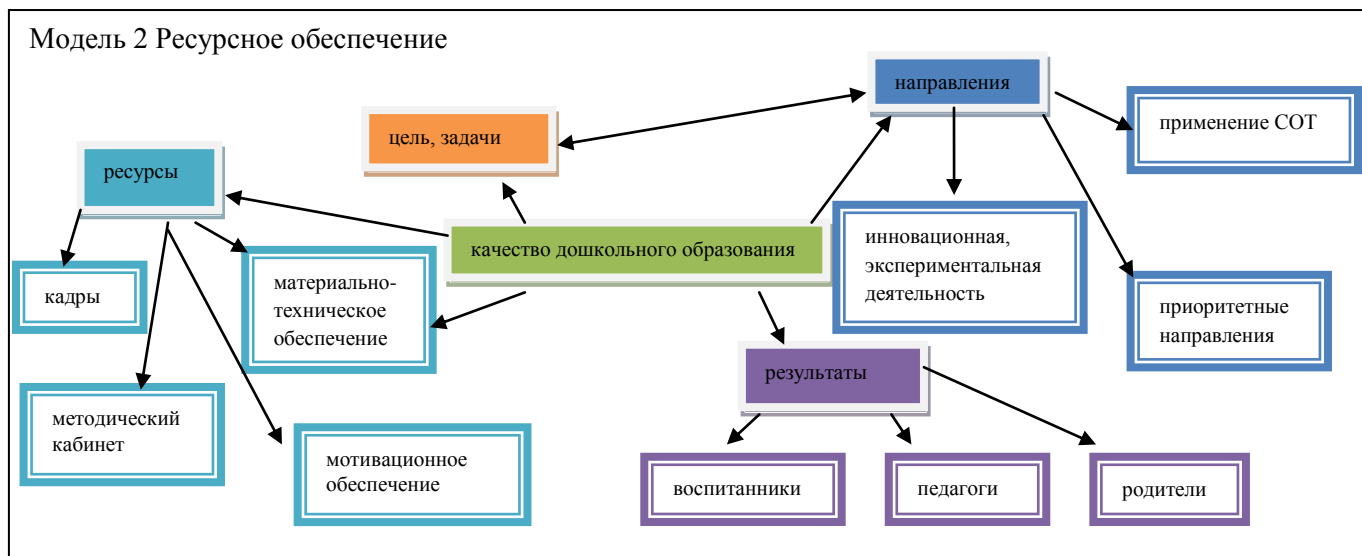 Модель 2 Ресурсное обеспечение
направления
применение СОТ
цель, задачи
ресурсы
качество дошкольного образования
инновационная,
экспериментальная
деятельность
кадры
материально-
техническое
обеспечение
приоритетные
направления
результаты
методический
кабинет
мотивационное
обеспечение
воспитанники
педагоги
родители